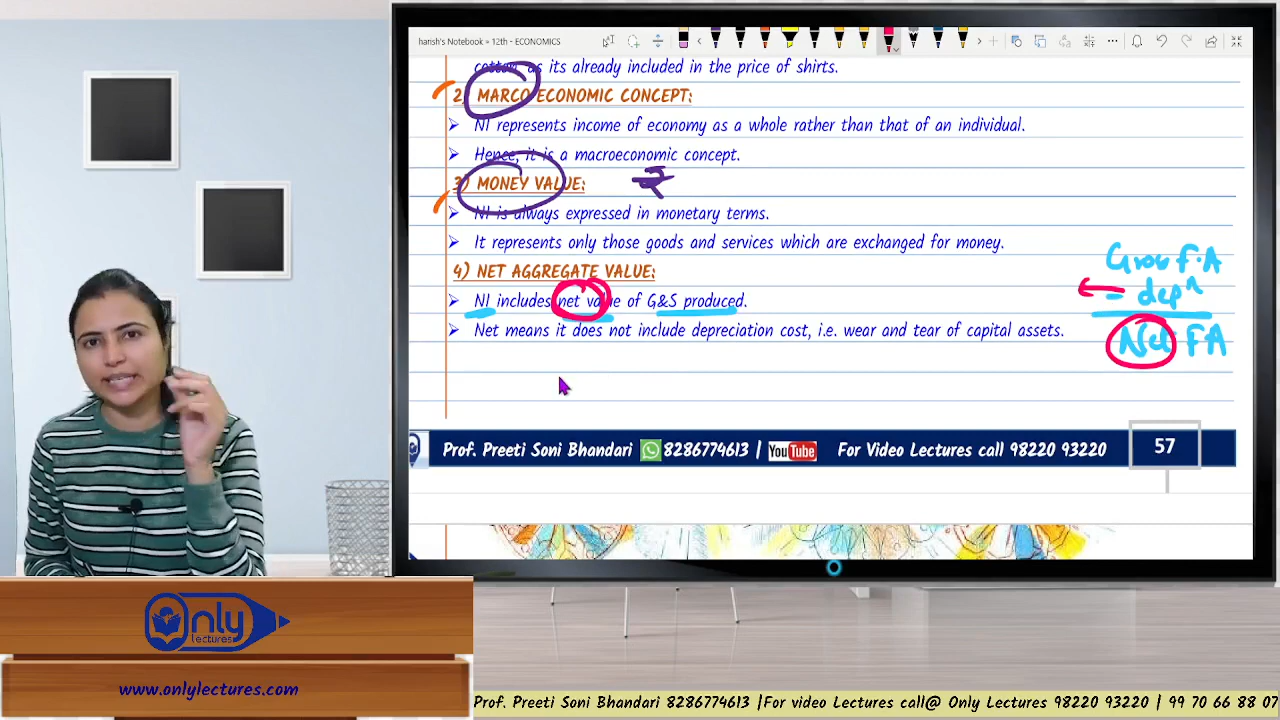 harish's Notebook » 12th - ECONOMICS
cotton as its already included in the price of shirts.
2) MARCO ECONOMIC CONCEPT:
➢ NI represents income of economy as a whole rather than that of an individual.
➢ Hence, it is a macroeconomic concept.
3) MONEY VALUE:
₹
➢ NI is always expressed in monetary terms.
➢ It represents only those goods and services which are exchanged for money.
4) NET AGGREGATE VALUE:
➢ NI includes net value of G&S produced.
➢ Net means it does not include depreciation cost, i.e. wear and tear of capital assets.
Gross F.A
- depn
Net FA
Prof. Preeti Soni Bhandari 8286774613 | YouTube For Video Lectures call 98220 93220
57
Only
lectures
www.onlylectures.com
Prof. Preeti Soni Bhandari 8286774613 |For video Lectures call@ Only Lectures 98220 93220 | 99 70 66 88 07